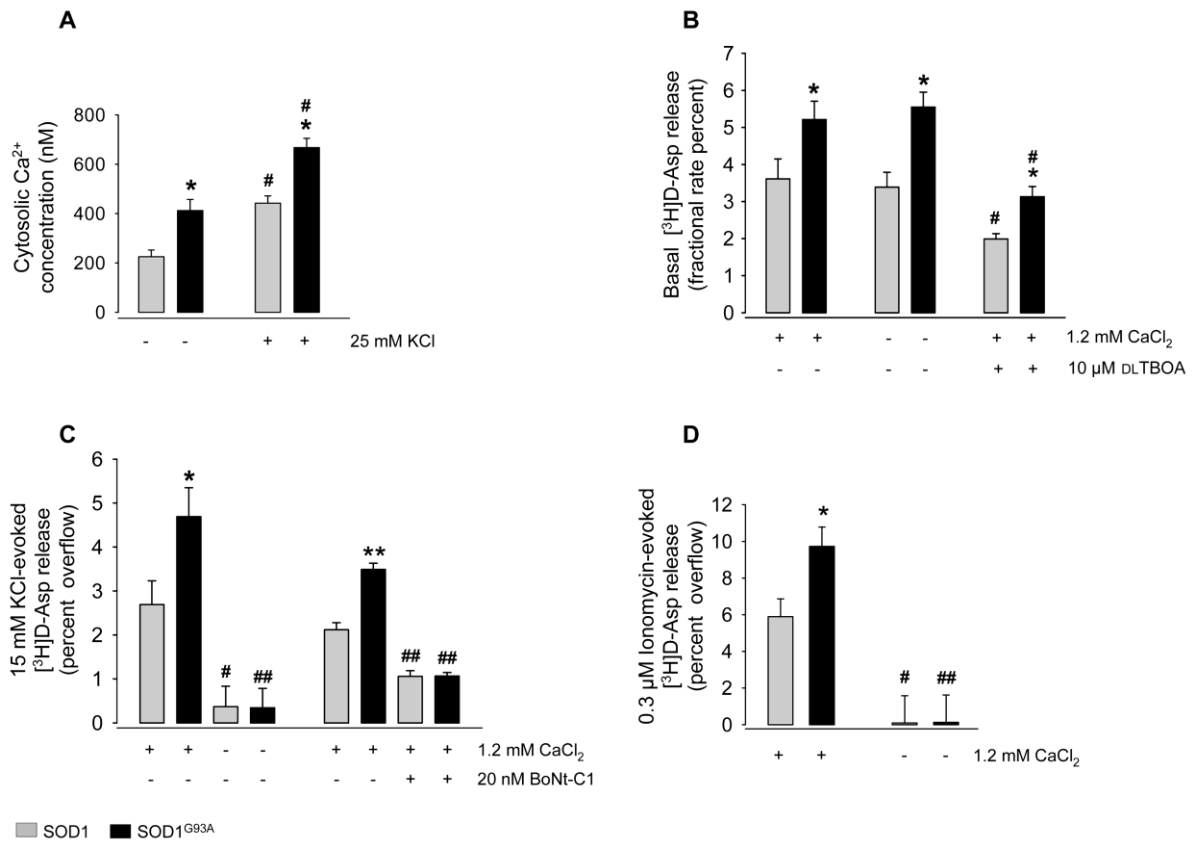 A
Cytosolic Ca²⁺
concentration (nM)
800
600
400
200
0
*
#
#
*
- - + + 25 mM KCl
B
Basal [³H]D-Asp release
(fractional rate percent)
7
6
5
4
3
2
1
0
*
*
#
#
*
+ + - - + + 1.2 mM CaCl₂
- - - - + + 10 µM DLTBOA
C
15 mM KCl-evoked
[³H]D-Asp release
(percent overflow)
6
5
4
3
2
1
0
*
#
##
**
##
##
+ + - - + + + + 1.2 mM CaCl₂
- - - - - - + + 20 nM BoNt-C1
D
0.3 µM Ionomycin-evoked
[³H]D-Asp release
(percent overflow)
12
10
8
6
4
2
0
*
#
##
+ + - - 1.2 mM CaCl₂
SOD1 SOD1ᴳ⁹³ᴬ